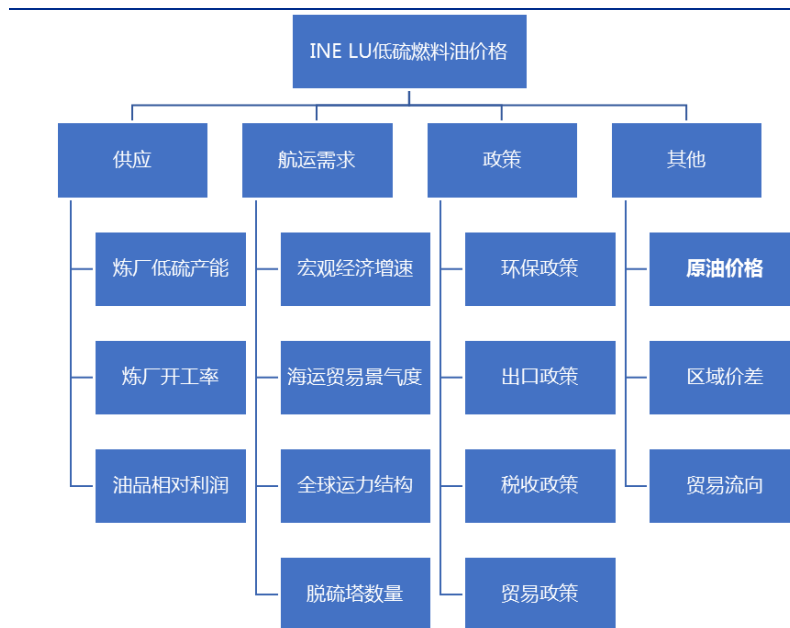 INE LU低硫燃料油价格
供应
航运需求
政策
其他
炼厂低硫产能
宏观经济增速
环保政策
原油价格
炼厂开工率
海运贸易景气度
出口政策
区域价差
油品相对利润
全球运力结构
税收政策
贸易流向
脱硫塔数量
贸易政策